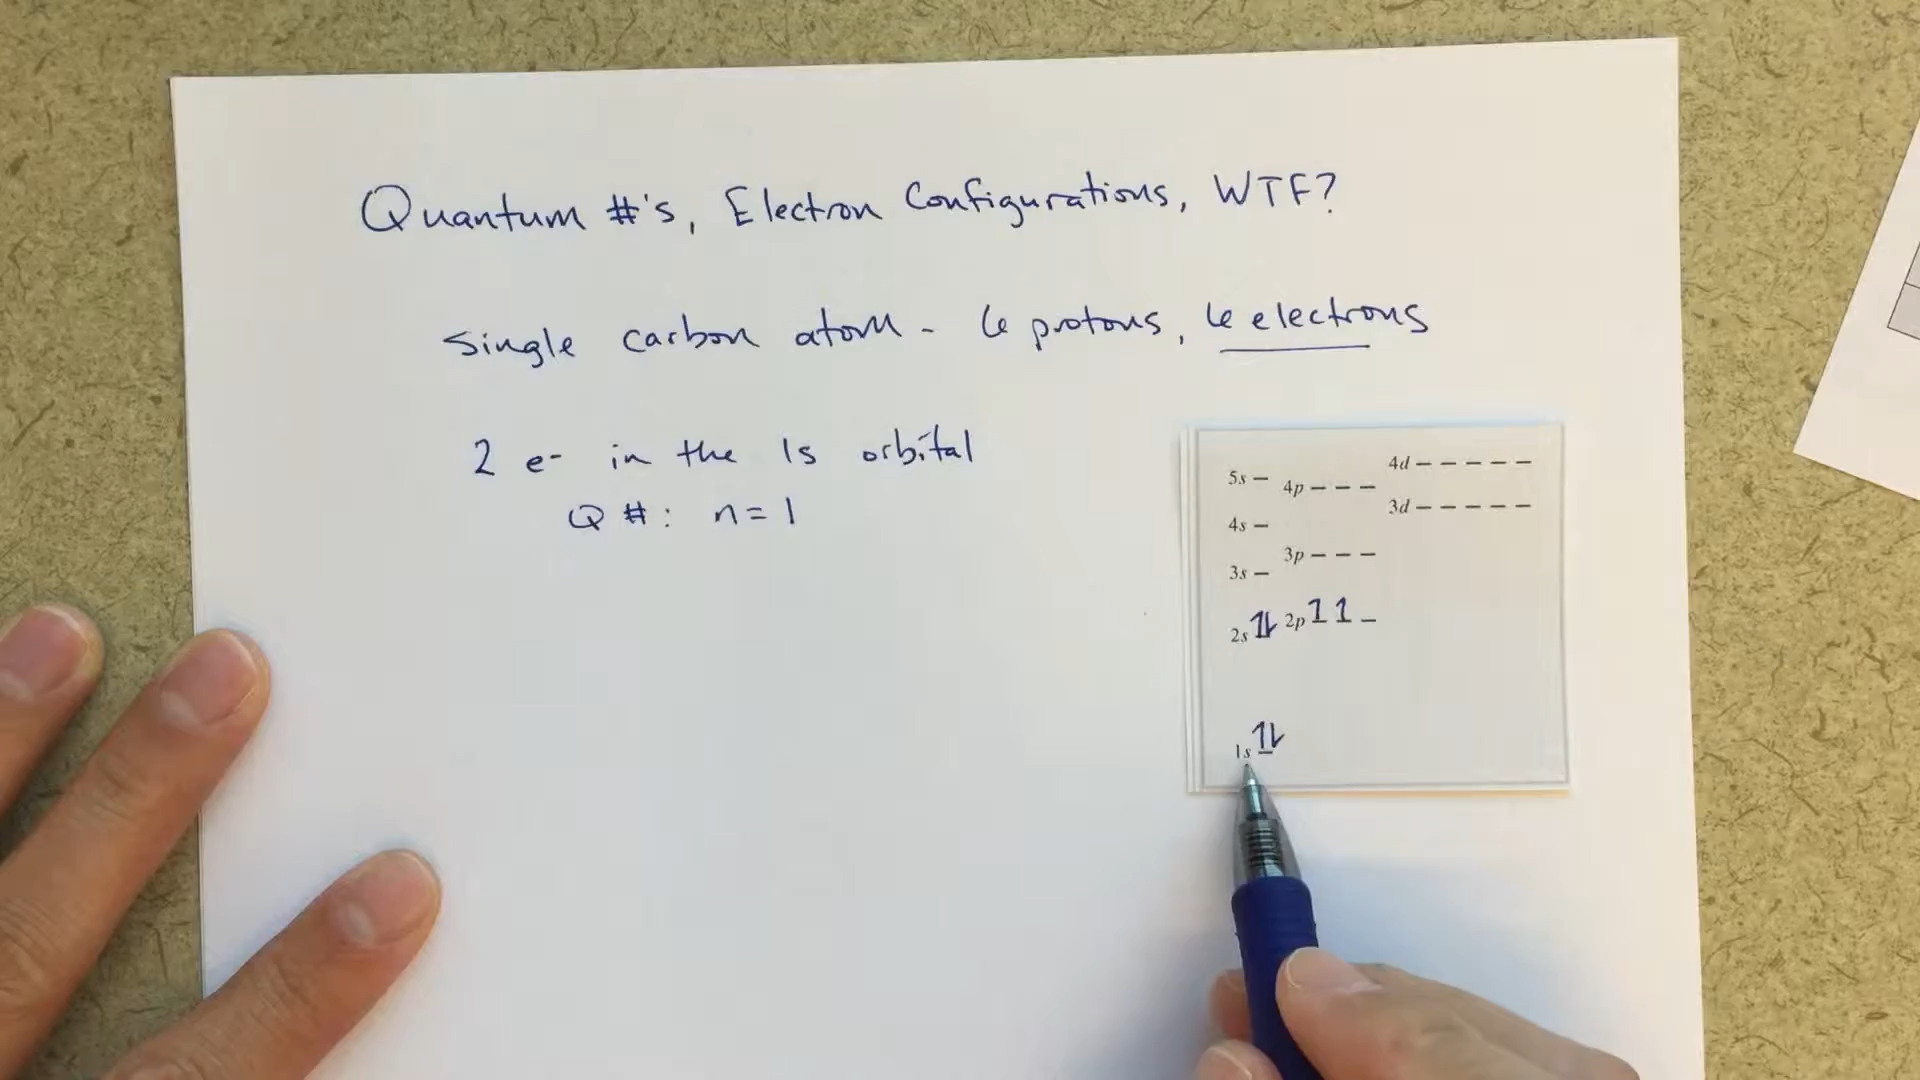 Quantum #'s, Electron Configurations, WTF?
single carbon atom - 6 protons, 6 electrons
2 e- in the 1s orbital
Q #: n = 1
4d – – – – –
5s – 4p – – –
3d – – – – –
4s –
3p – – –
3s –
2s ↿⇂ 2p ↿ ↿ –
1s ↿⇂